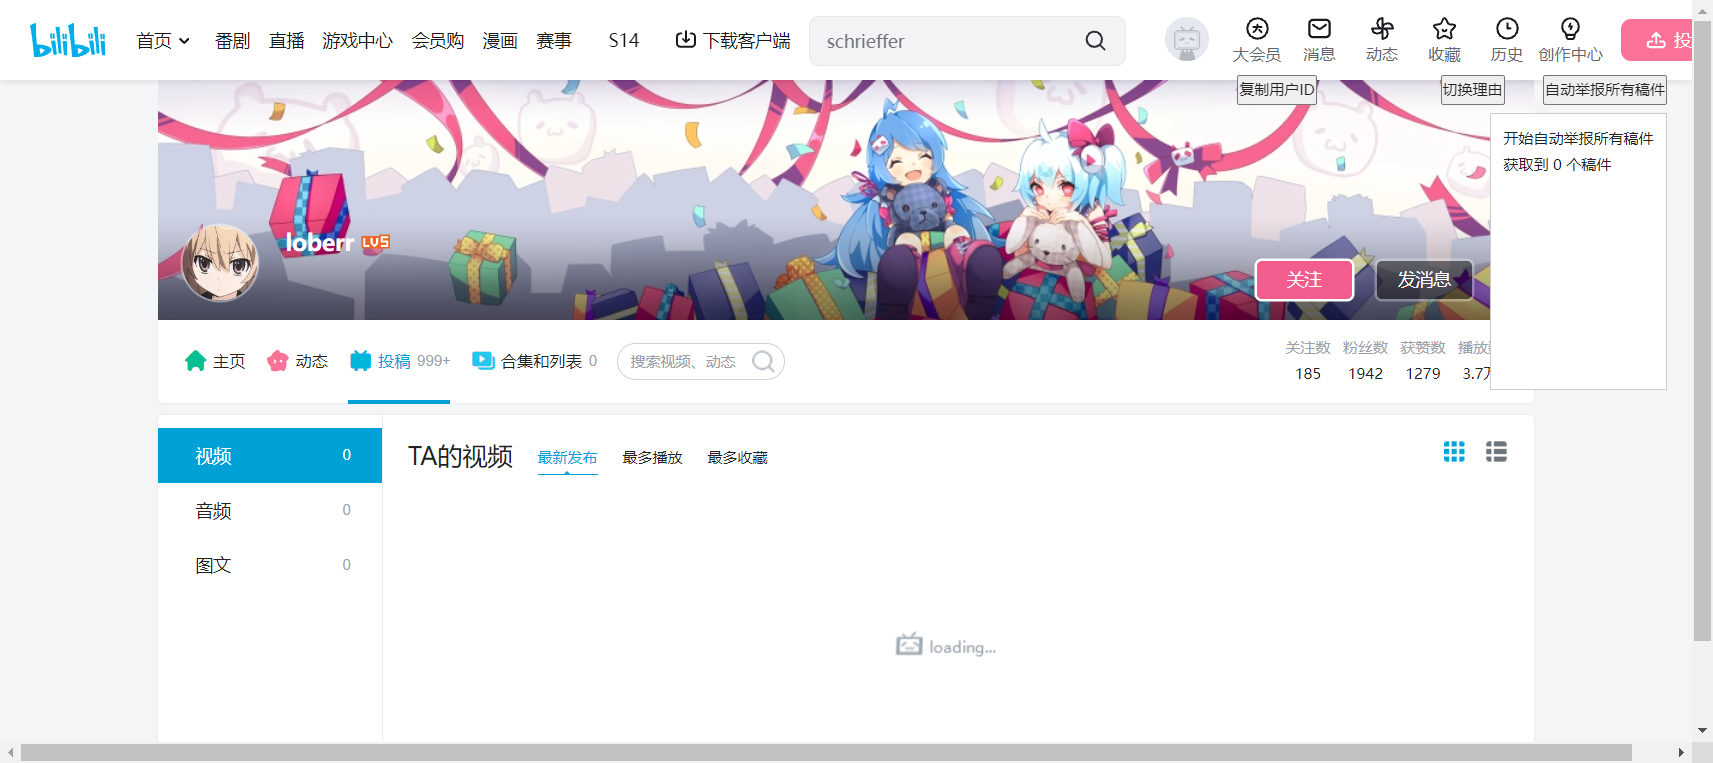 bilibili 首页 番剧 直播 游戏中心 会员购 漫画 赛事 S14 下载客户端 schrieffer 大会员 消息 动态 收藏 历史 创作中心 投
复制用户ID 切换理由 自动举报所有稿件
开始自动举报所有稿件
获取到 0 个稿件
loberr LV5
关注 发消息
主页 动态 投稿 999+ 合集和列表 0 搜索视频、动态
关注数 粉丝数 获赞数 播放
185 1942 1279 3.7万
视频 0
音频 0
图文 0
TA的视频 最新发布 最多播放 最多收藏
loading...